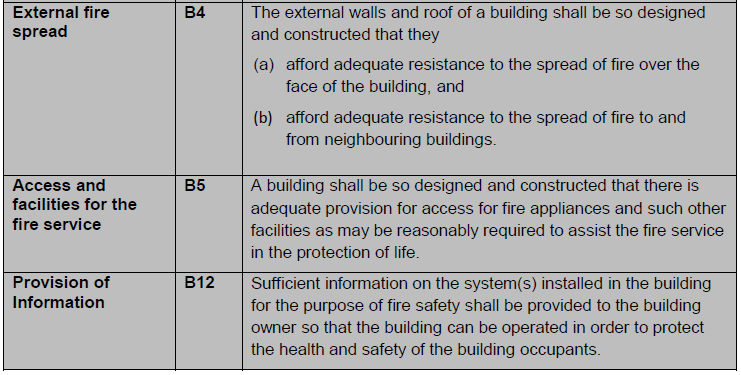 External fire
spread
B4
The external walls and roof of a building shall be so designed
and constructed that they
(a) afford adequate resistance to the spread of fire over the
face of the building, and
(b) afford adequate resistance to the spread of fire to and
from neighbouring buildings.
Access and
facilities for the
fire service
B5
A building shall be so designed and constructed that there is
adequate provision for access for fire appliances and such other
facilities as may be reasonably required to assist the fire service
in the protection of life.
Provision of
Information
B12
Sufficient information on the system(s) installed in the building
for the purpose of fire safety shall be provided to the building
owner so that the building can be operated in order to protect
the health and safety of the building occupants.